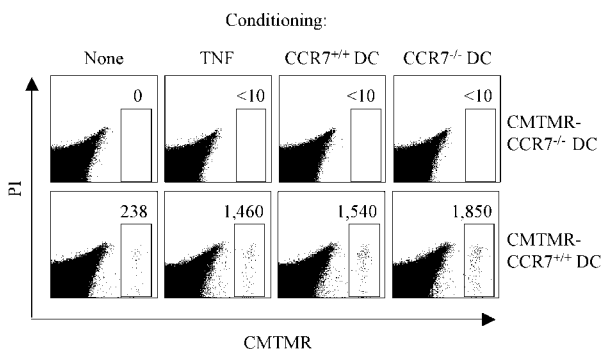 Conditioning:
None TNF CCR7+/+ DC CCR7-/- DC
0 <10 <10 <10
CMTMR-
CCR7-/- DC
PI
238 1,460 1,540 1,850
CMTMR-
CCR7+/+ DC
CMTMR